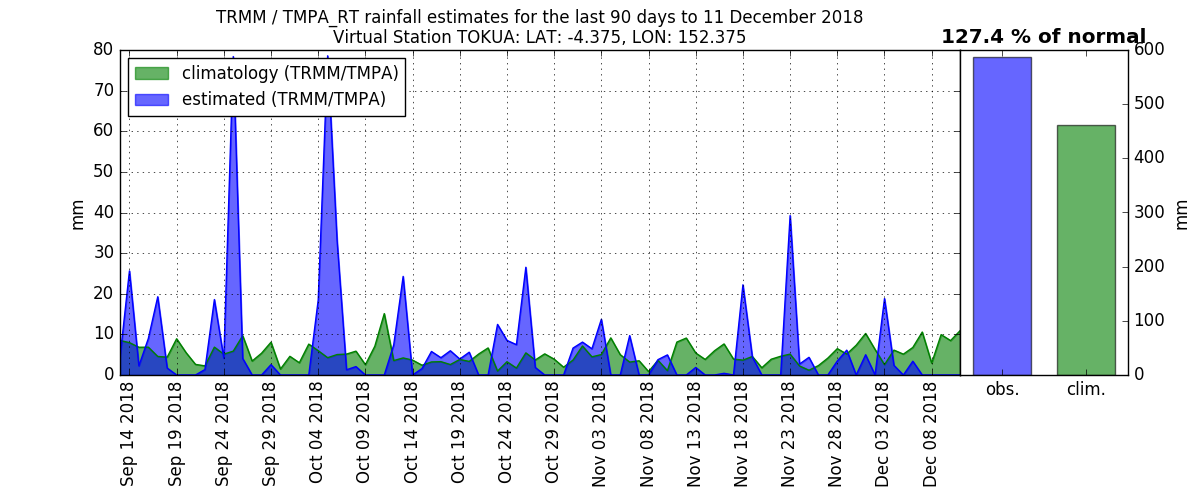 TRMM / TMPA_RT rainfall estimates for the last 90 days to 11 December 2018
Virtual Station TOKUA: LAT: -4.375, LON: 152.375
127.4 % of normal
climatology (TRMM/TMPA)
estimated (TRMM/TMPA)
80
70
60
50
40
30
20
10
0
mm
Sep 14 2018
Sep 19 2018
Sep 24 2018
Sep 29 2018
Oct 04 2018
Oct 09 2018
Oct 14 2018
Oct 19 2018
Oct 24 2018
Oct 29 2018
Nov 03 2018
Nov 08 2018
Nov 13 2018
Nov 18 2018
Nov 23 2018
Nov 28 2018
Dec 03 2018
Dec 08 2018
600
500
400
300
200
100
0
mm
obs.
clim.